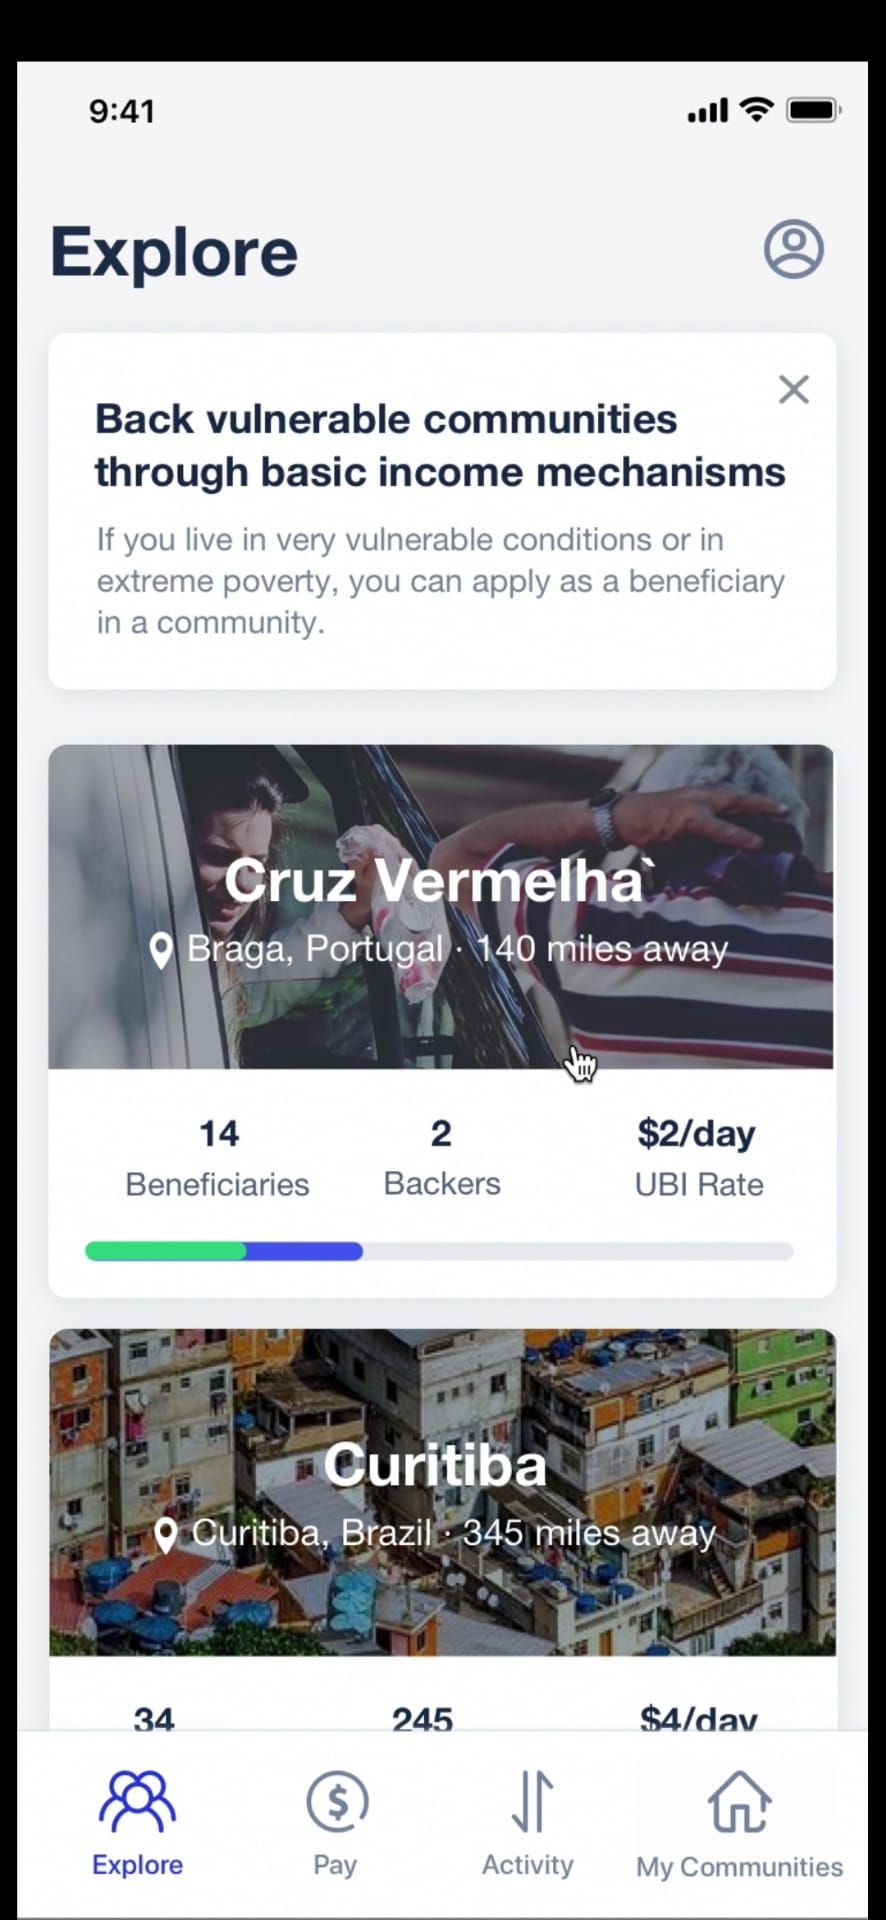 9:41
Explore
Back vulnerable communities
through basic income mechanisms
If you live in very vulnerable conditions or in
extreme poverty, you can apply as a beneficiary
in a community.
Cruz Vermelha`
Braga, Portugal · 140 miles away
14 2 $2/day
Beneficiaries Backers UBI Rate
Curitiba
Curitiba, Brazil · 345 miles away
34 245 $4/day
Explore Pay Activity My Communities